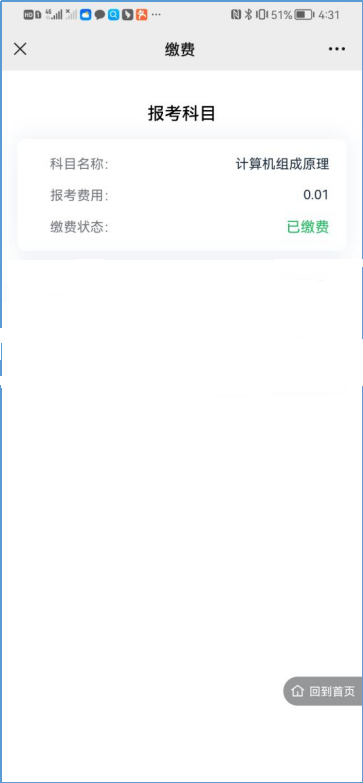 51% 4:31
缴费
报考科目
科目名称: 计算机组成原理
报考费用: 0.01
缴费状态: 已缴费
回到首页